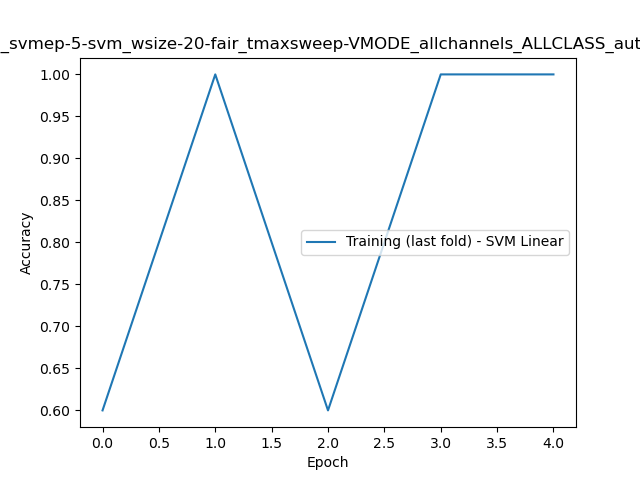 _svmep-5-svm_wsize-20-fair_tmaxsweep-VMODE_allchannels_ALLCLASS_aut
1.00
0.95
0.90
0.85
0.80
0.75
0.70
0.65
0.60
Accuracy
Training (last fold) - SVM Linear
0.0 0.5 1.0 1.5 2.0 2.5 3.0 3.5 4.0
Epoch